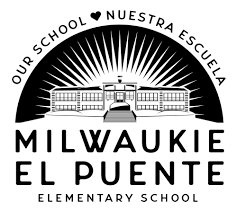 OUR SCHOOL ♥ NUESTRA ESCUELA
MILWAUKIE
EL PUENTE
ELEMENTARY SCHOOL